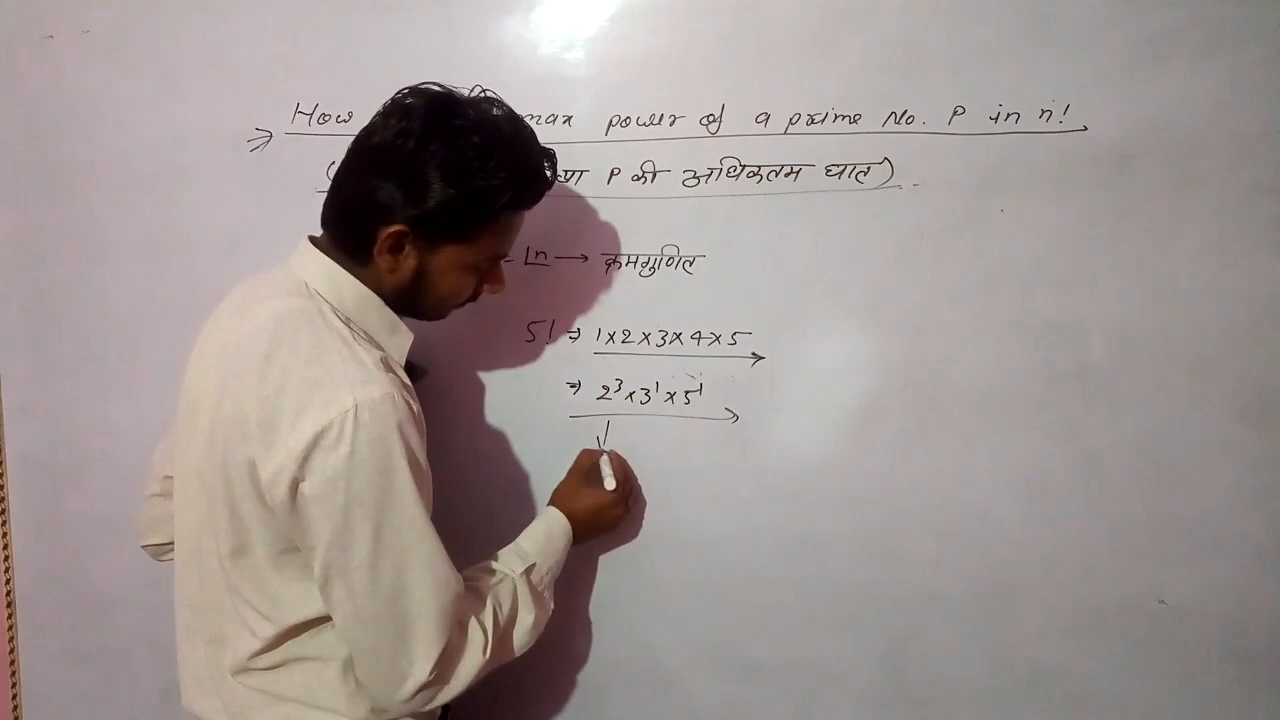 How max power of a prime No. P in n!
( P की अधिकतम घात)
Ln → क्रमगुणित
5! ⇒ 1×2×3×4×5
⇒ 2³×3¹×5¹